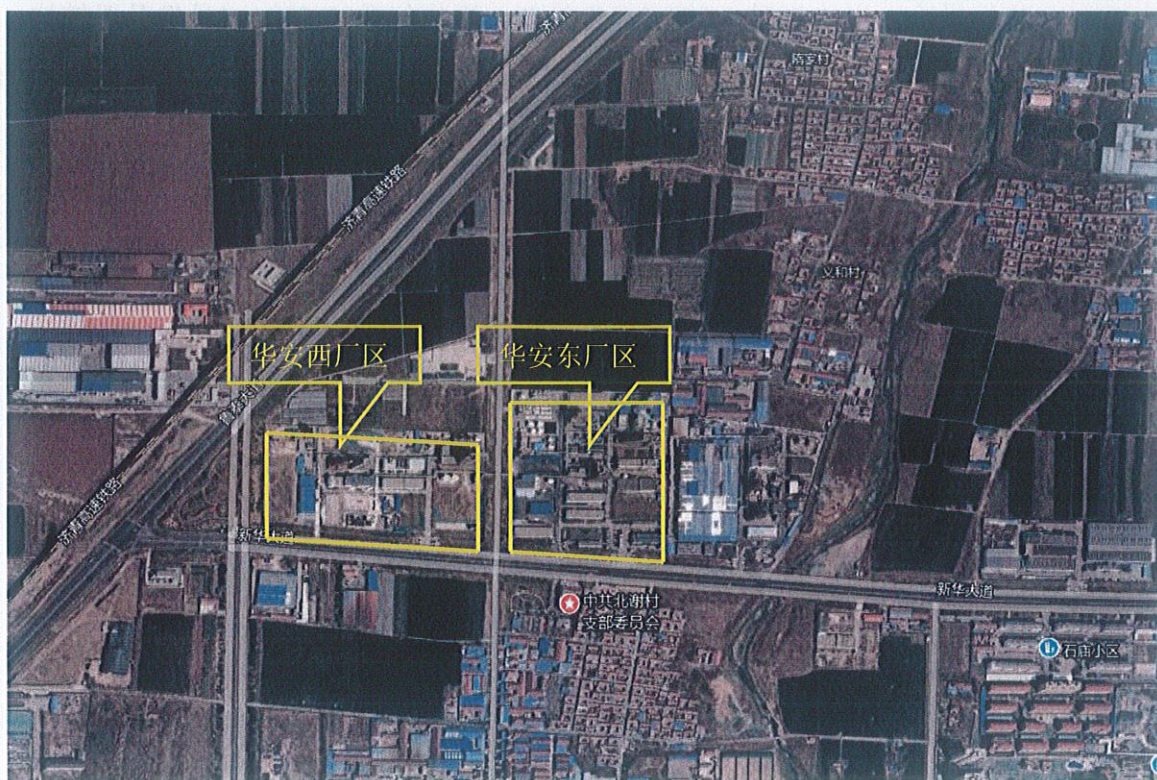 隋家村
济青高速铁路
义和村
华安西厂区
华安东厂区
济青高速铁路
新华大道
新华大道
中共北谢村
支部委员会
石庙小区